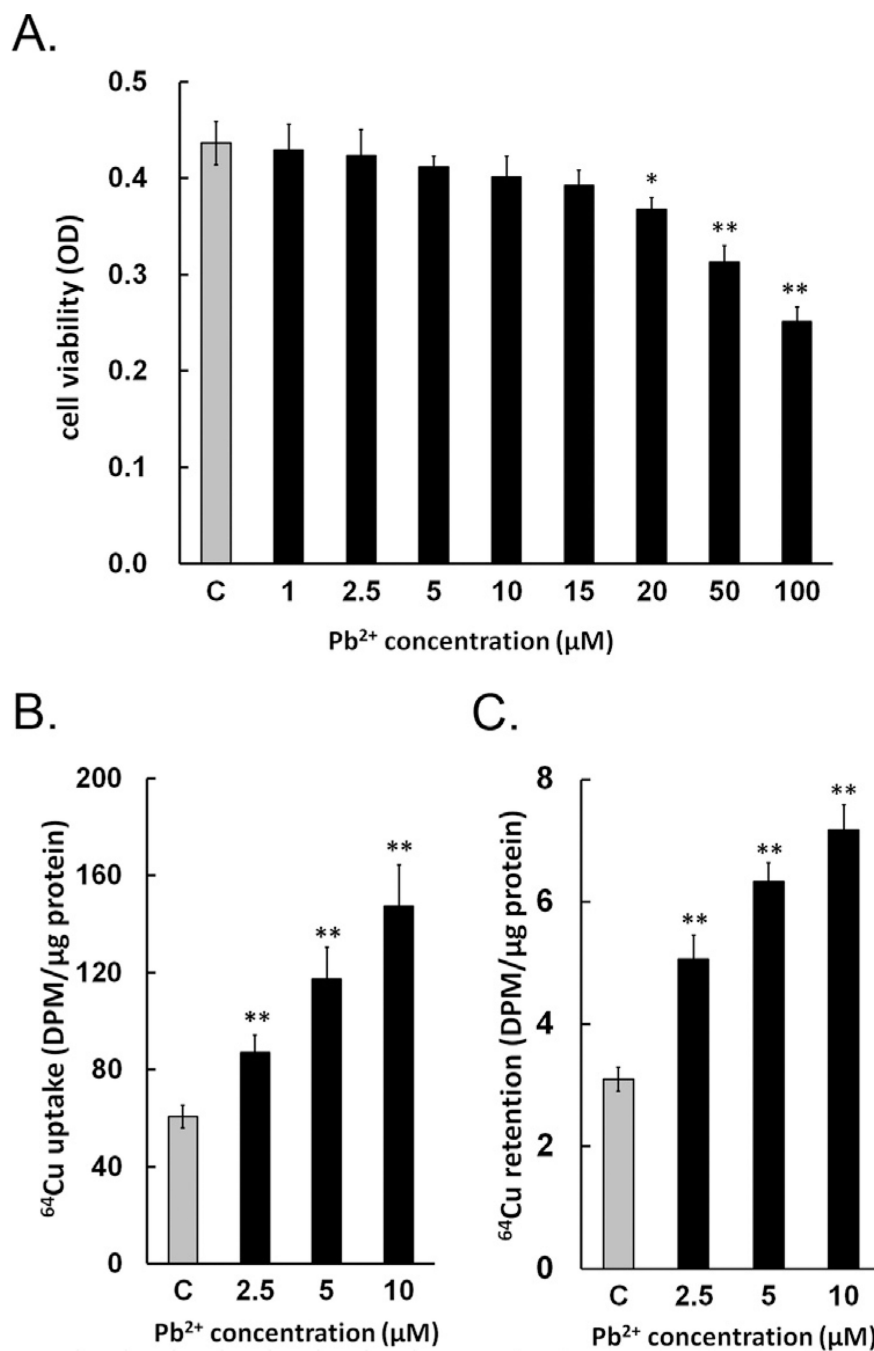 A.
cell viability (OD)
0.5
0.4
0.3
0.2
0.1
0.0
*
**
**
C 1 2.5 5 10 15 20 50 100
Pb²⁺ concentration (μM)
B.
⁶⁴Cu uptake (DPM/μg protein)
200
160
120
80
40
0
**
**
**
C 2.5 5 10
Pb²⁺ concentration (μM)
C.
⁶⁴Cu retention (DPM/μg protein)
8
6
4
2
0
**
**
**
C 2.5 5 10
Pb²⁺ concentration (μM)